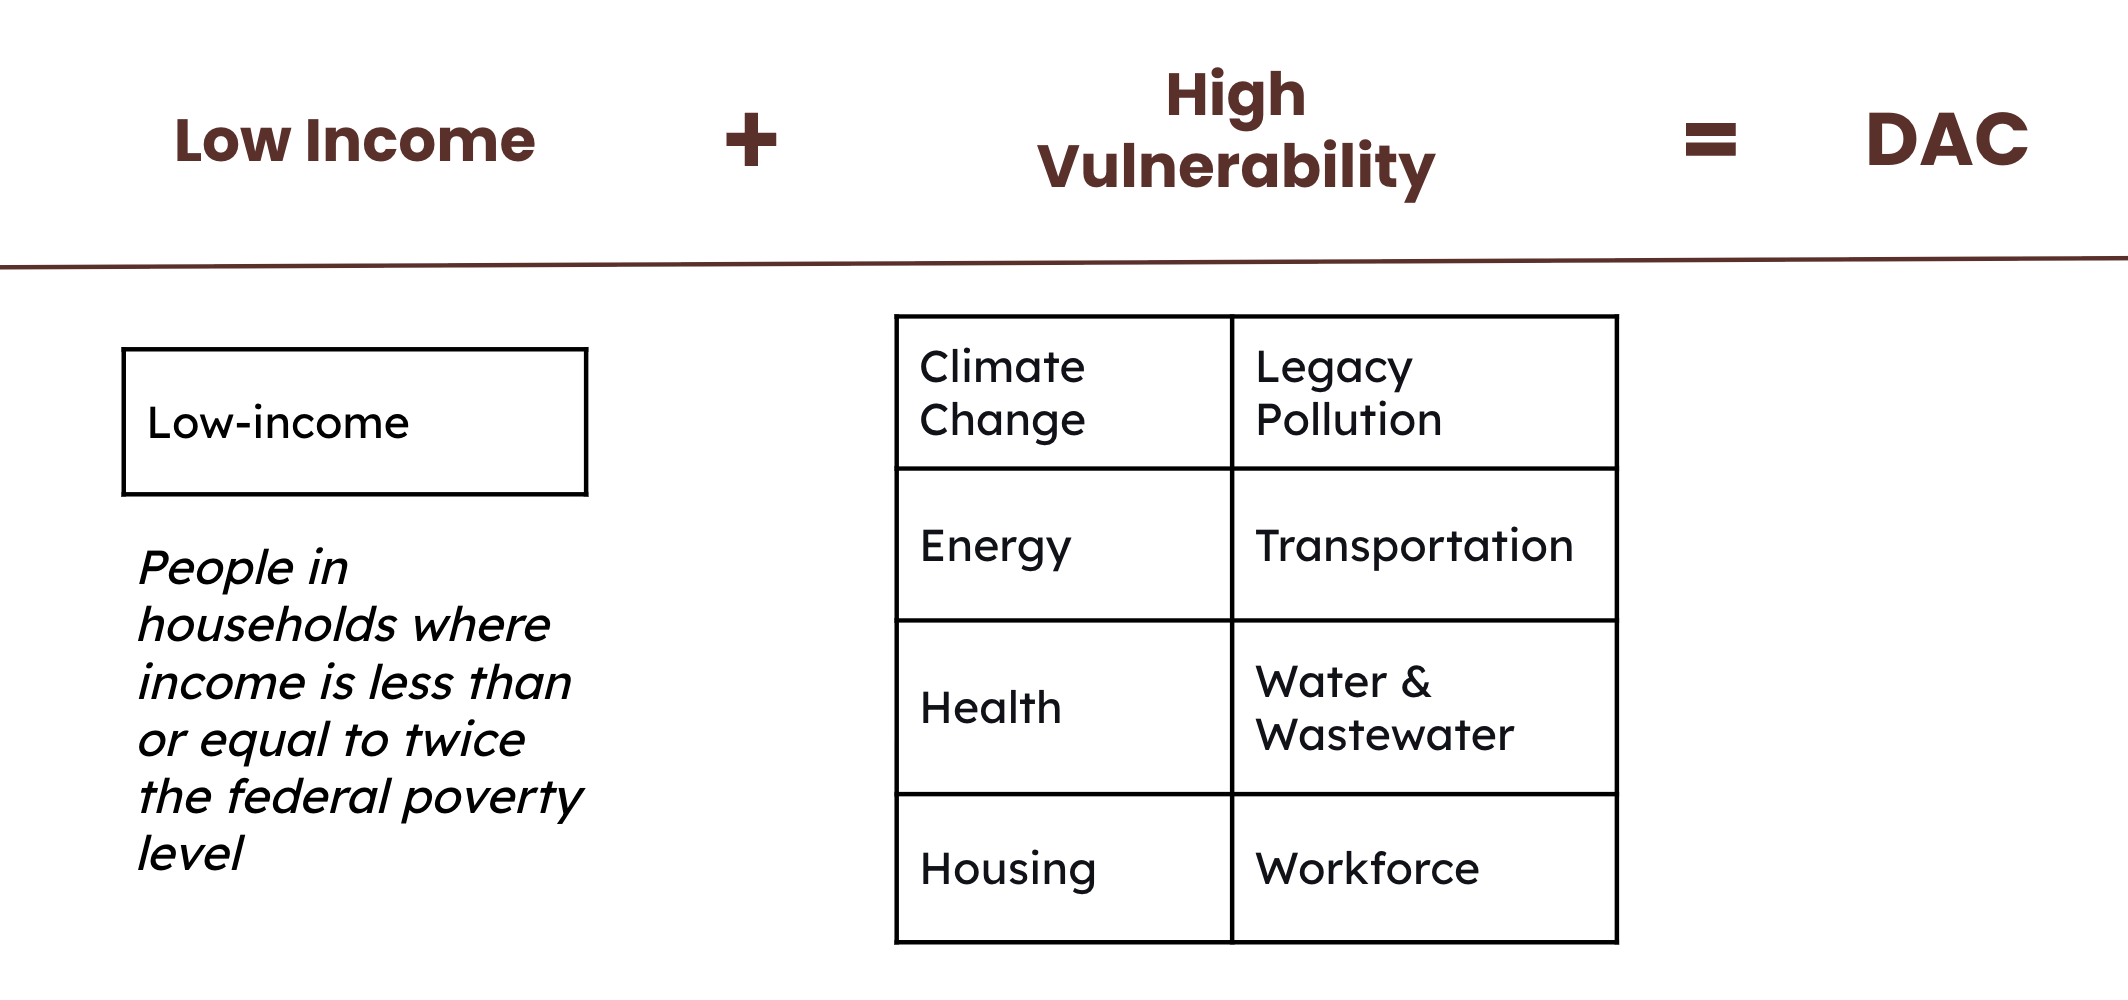 Low Income
+
High
Vulnerability
=
DAC
Low-income
People in
households where
income is less than
or equal to twice
the federal poverty
level
Climate
Change
Legacy
Pollution
Energy
Transportation
Health
Water &
Wastewater
Housing
Workforce